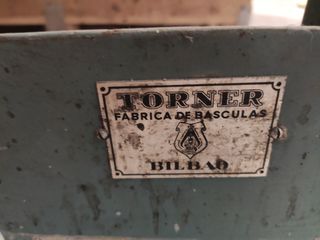 TORNER
FABRICA DE BASCULAS
BILBAO